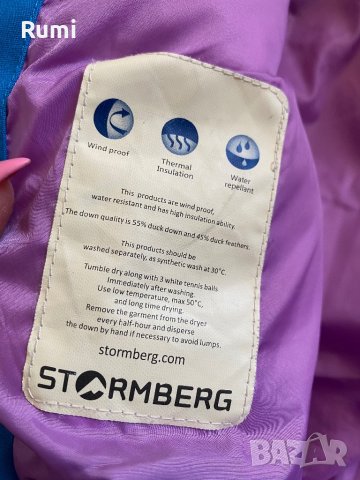 Rumi
Wind proof
Thermal
Insulation
Water
repellant
This products are wind proof,
water resistant and has high insulation ability.
The down quality is 55% duck down and 45% duck feathers.
This products should be
washed separately, as synthetic wash at 30°C.
Tumble dry along with 3 white tennis balls
Immediately after washing.
Use low temperature, max 50°C,
and long time drying.
Remove the garment from the dryer
every half-hour and disperse
the down by hand if necessary to avoid lumps.
stormberg.com
STORMBERG
BAZAR